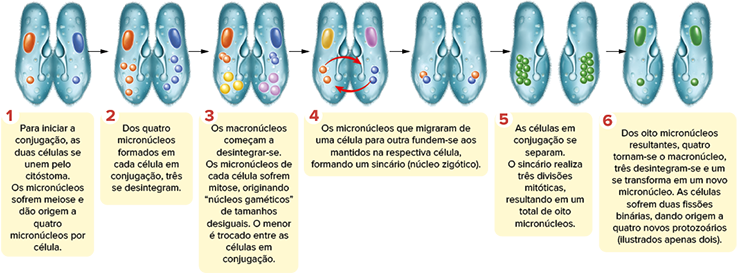 1
Para iniciar a
conjugação, as
duas células se
unem pelo
citóstoma.
Os micronúcleos
sofrem meiose e
dão origem a
quatro
micronúcleos por
célula.
2
Dos quatro
micronúcleos
formados em
cada célula em
conjugação, três
se desintegram.
3
Os macronúcleos
começam a
desintegrar-se.
Os micronúcleos de
cada célula sofrem
mitose, originando
“núcleos gaméticos”
de tamanhos
desiguais. O menor
é trocado entre as
células em
conjugação.
4
Os micronúcleos que migraram de
uma célula para outra fundem-se aos
mantidos na respectiva célula,
formando um sincário (núcleo zigótico).
5
As células em
conjugação se
separam.
O sincário realiza
três divisões
mitóticas,
resultando em um
total de oito
micronúcleos.
6
Dos oito micronúcleos
resultantes, quatro
tornam-se o macronúcleo,
três desintegram-se e um
se transforma em um novo
micronúcleo. As células
sofrem duas fissões
binárias, dando origem a
quatro novos protozoários
(ilustrados apenas dois).